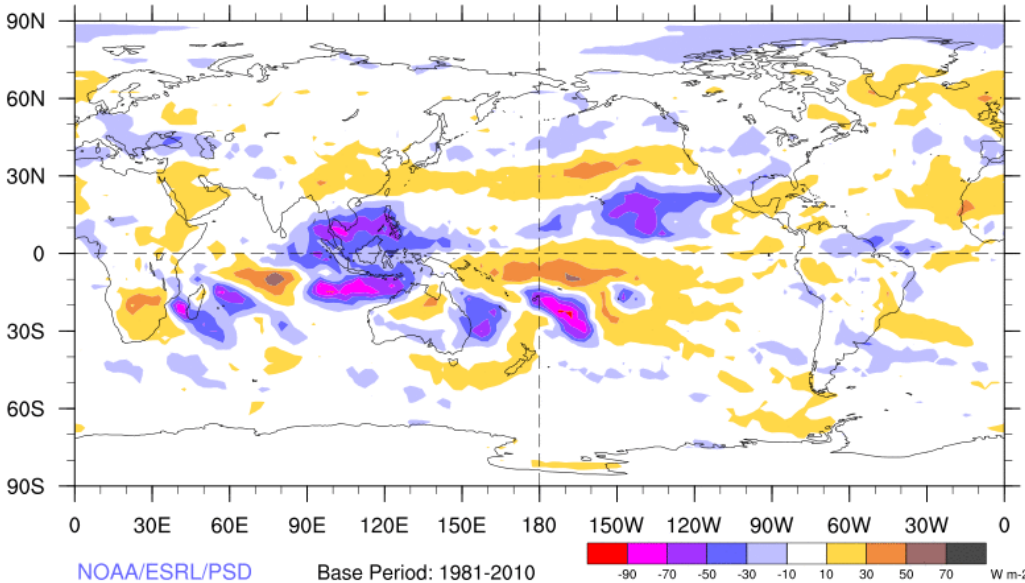 90N
60N
30N
0
30S
60S
90S
0 30E 60E 90E 120E 150E 180 150W 120W 90W 60W 30W 0
-90 -70 -50 -30 -10 10 30 50 70 W m-2
NOAA/ESRL/PSD Base Period: 1981-2010